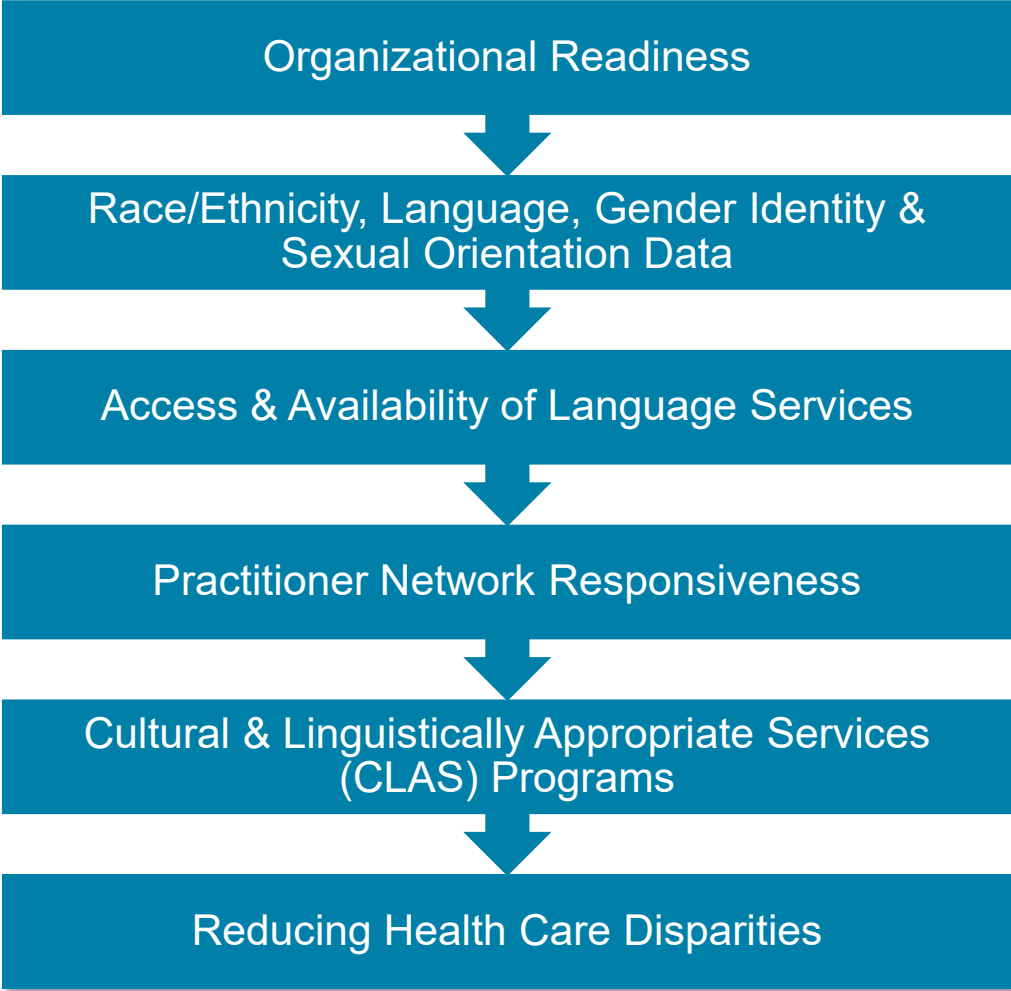 Organizational Readiness
Race/Ethnicity, Language, Gender Identity &
Sexual Orientation Data
Access & Availability of Language Services
Practitioner Network Responsiveness
Cultural & Linguistically Appropriate Services
(CLAS) Programs
Reducing Health Care Disparities